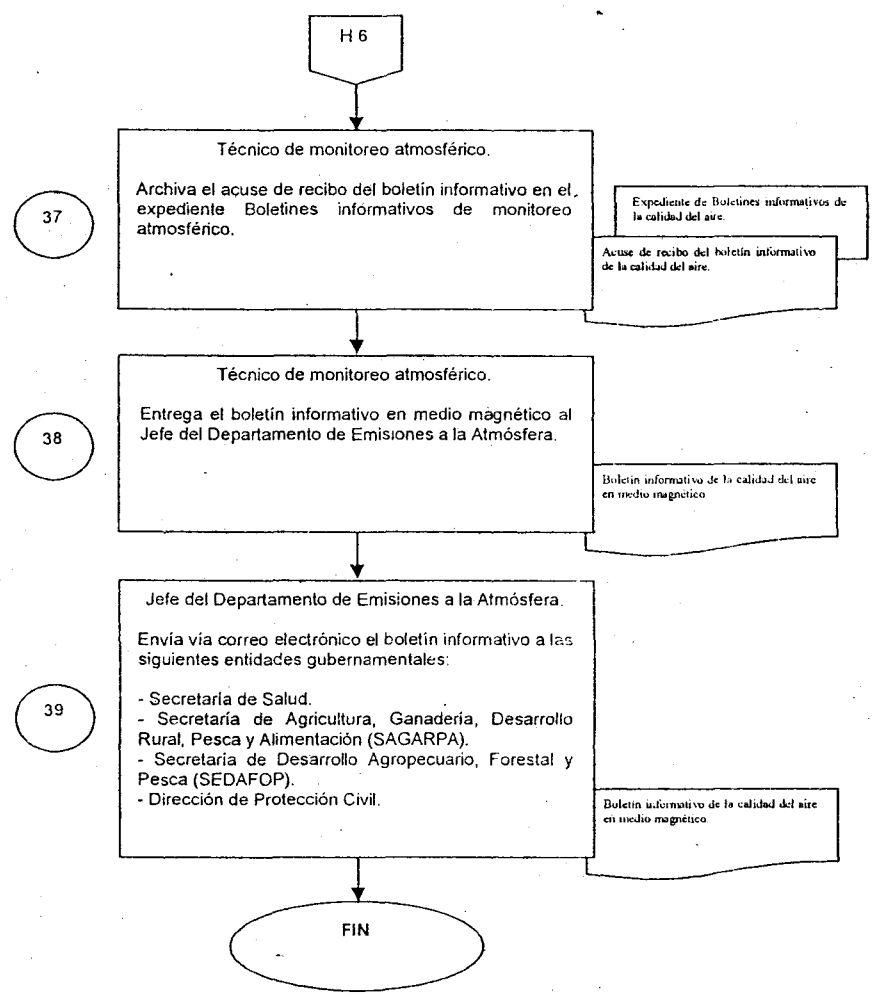 H 6
Técnico de monitoreo atmosférico.
Archiva el acuse de recibo del boletín informativo en el
expediente Boletines informativos de monitoreo
atmosférico.
37
Expediente de Boletines informativos de
la calidad del aire.
Acuse de recibo del boletín informativo
de la calidad del aire.
Técnico de monitoreo atmosférico.
Entrega el boletín informativo en medio magnético al
Jefe del Departamento de Emisiones a la Atmósfera.
38
Boletín informativo de la calidad del aire
en medio magnético
Jefe del Departamento de Emisiones a la Atmósfera.
Envía vía correo electrónico el boletín informativo a las
siguientes entidades gubernamentales:
39
- Secretaría de Salud.
- Secretaría de Agricultura, Ganadería, Desarrollo
Rural, Pesca y Alimentación (SAGARPA).
- Secretaría de Desarrollo Agropecuario, Forestal y
Pesca (SEDAFOP).
- Dirección de Protección Civil.
Boletín informativo de la calidad del aire
en medio magnético.
FIN